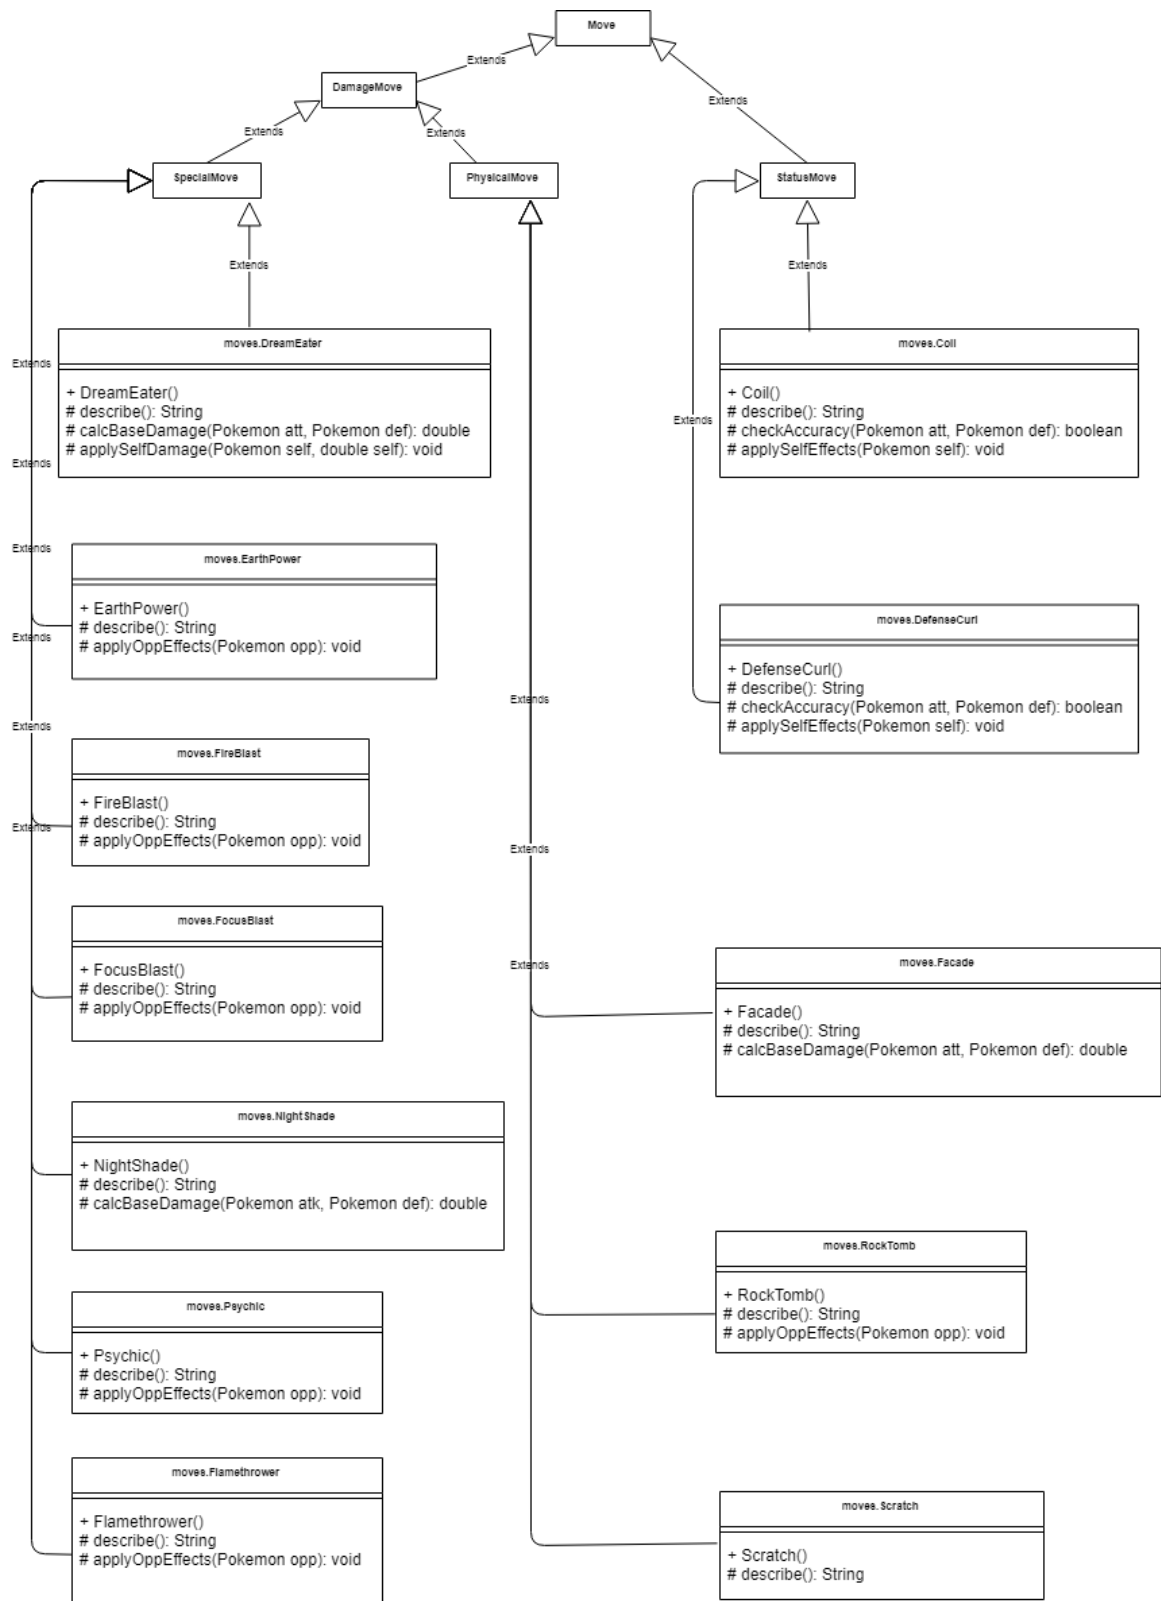 Move
Extends
DamageMove
Extends
Extends
Extends
SpecialMove
PhysicalMove
StatusMove
Extends
Extends
moves.DreamEater
+ DreamEater()
# describe(): String
# calcBaseDamage(Pokemon att, Pokemon def): double
# applySelfDamage(Pokemon self, double self): void
moves.Coil
+ Coil()
# describe(): String
# checkAccuracy(Pokemon att, Pokemon def): boolean
# applySelfEffects(Pokemon self): void
Extends
Extends
Extends
Extends
moves.EarthPower
+ EarthPower()
# describe(): String
# applyOppEffects(Pokemon opp): void
moves.DefenseCurl
+ DefenseCurl()
# describe(): String
# checkAccuracy(Pokemon att, Pokemon def): boolean
# applySelfEffects(Pokemon self): void
Extends
Extends
Extends
moves.FireBlast
+ FireBlast()
# describe(): String
# applyOppEffects(Pokemon opp): void
Extends
Extends
moves.FocusBlast
+ FocusBlast()
# describe(): String
# applyOppEffects(Pokemon opp): void
Extends
moves.Facade
+ Facade()
# describe(): String
# calcBaseDamage(Pokemon att, Pokemon def): double
moves.NightShade
+ NightShade()
# describe(): String
# calcBaseDamage(Pokemon atk, Pokemon def): double
moves.RockTomb
+ RockTomb()
# describe(): String
# applyOppEffects(Pokemon opp): void
moves.Psychic
+ Psychic()
# describe(): String
# applyOppEffects(Pokemon opp): void
moves.Flamethrower
+ Flamethrower()
# describe(): String
# applyOppEffects(Pokemon opp): void
moves.Scratch
+ Scratch()
# describe(): String